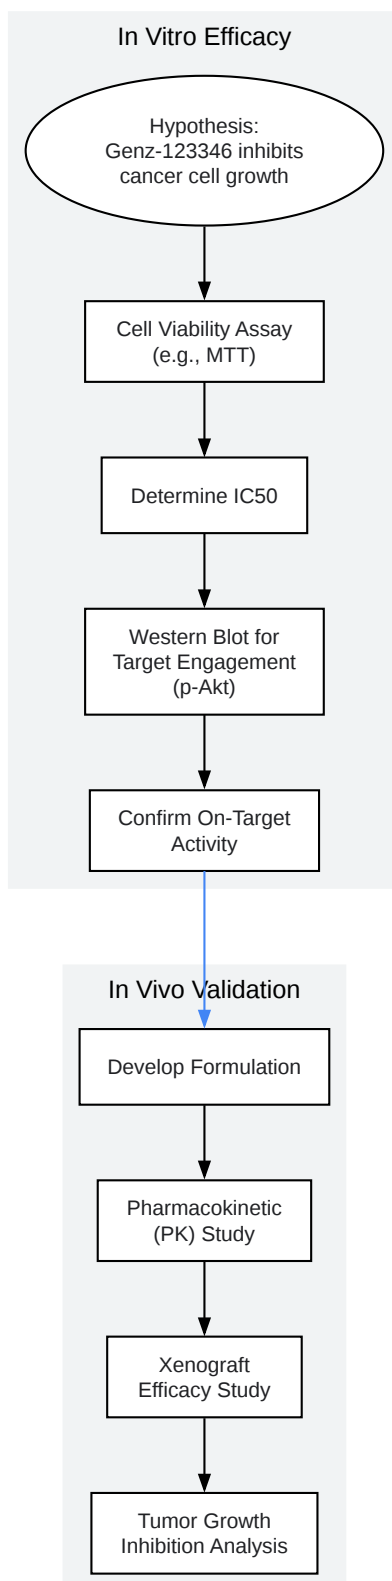 In Vitro Efficacy
Hypothesis:
Genz-123346 inhibits
cancer cell growth
Cell Viability Assay
(e.g., MTT)
Determine IC50
Western Blot for
Target Engagement
(p-Akt)
Confirm On-Target
Activity
In Vivo Validation
Develop Formulation
Pharmacokinetic
(PK) Study
Xenograft
Efficacy Study
Tumor Growth
Inhibition Analysis